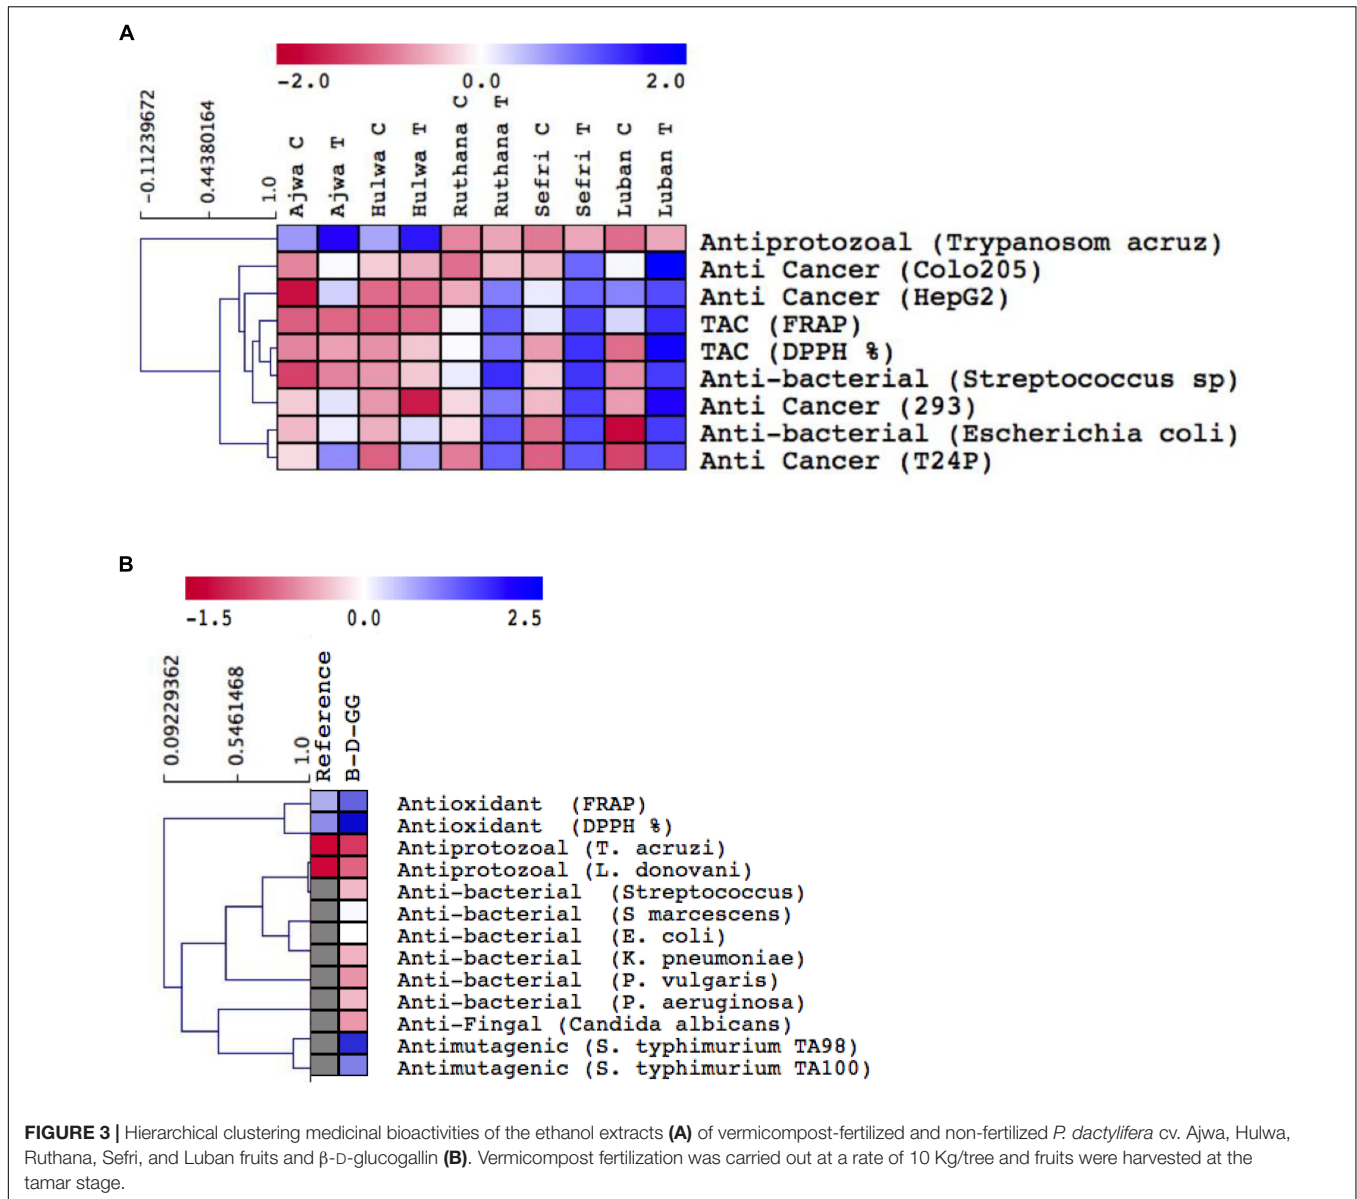 A
-2.0 0.0 2.0
-0.11239672
0.44380164
1.0
Ajwa C
Ajwa T
Hulwa C
Hulwa T
Ruthana C
Ruthana T
Sefri C
Sefri T
Luban C
Luban T
Antiprotozoal (Trypanosom acruz)
Anti Cancer (Colo205)
Anti Cancer (HepG2)
TAC (FRAP)
TAC (DPPH %)
Anti-bacterial (Streptococcus sp)
Anti Cancer (293)
Anti-bacterial (Escherichia coli)
Anti Cancer (T24P)
B
-1.5 0.0 2.5
0.09229362
0.5461468
1.0
Reference
B-D-GG
Antioxidant (FRAP)
Antioxidant (DPPH %)
Antiprotozoal (T. acruzi)
Antiprotozoal (L. donovani)
Anti-bacterial (Streptococcus)
Anti-bacterial (S marcescens)
Anti-bacterial (E. coli)
Anti-bacterial (K. pneumoniae)
Anti-bacterial (P. vulgaris)
Anti-bacterial (P. aeruginosa)
Anti-Fingal (Candida albicans)
Antimutagenic (S. typhimurium TA98)
Antimutagenic (S. typhimurium TA100)
FIGURE 3 | Hierarchical clustering medicinal bioactivities of the ethanol extracts (A) of vermicompost-fertilized and non-fertilized P. dactylifera cv. Ajwa, Hulwa,
Ruthana, Sefri, and Luban fruits and β-D-glucogallin (B). Vermicompost fertilization was carried out at a rate of 10 Kg/tree and fruits were harvested at the
tamar stage.